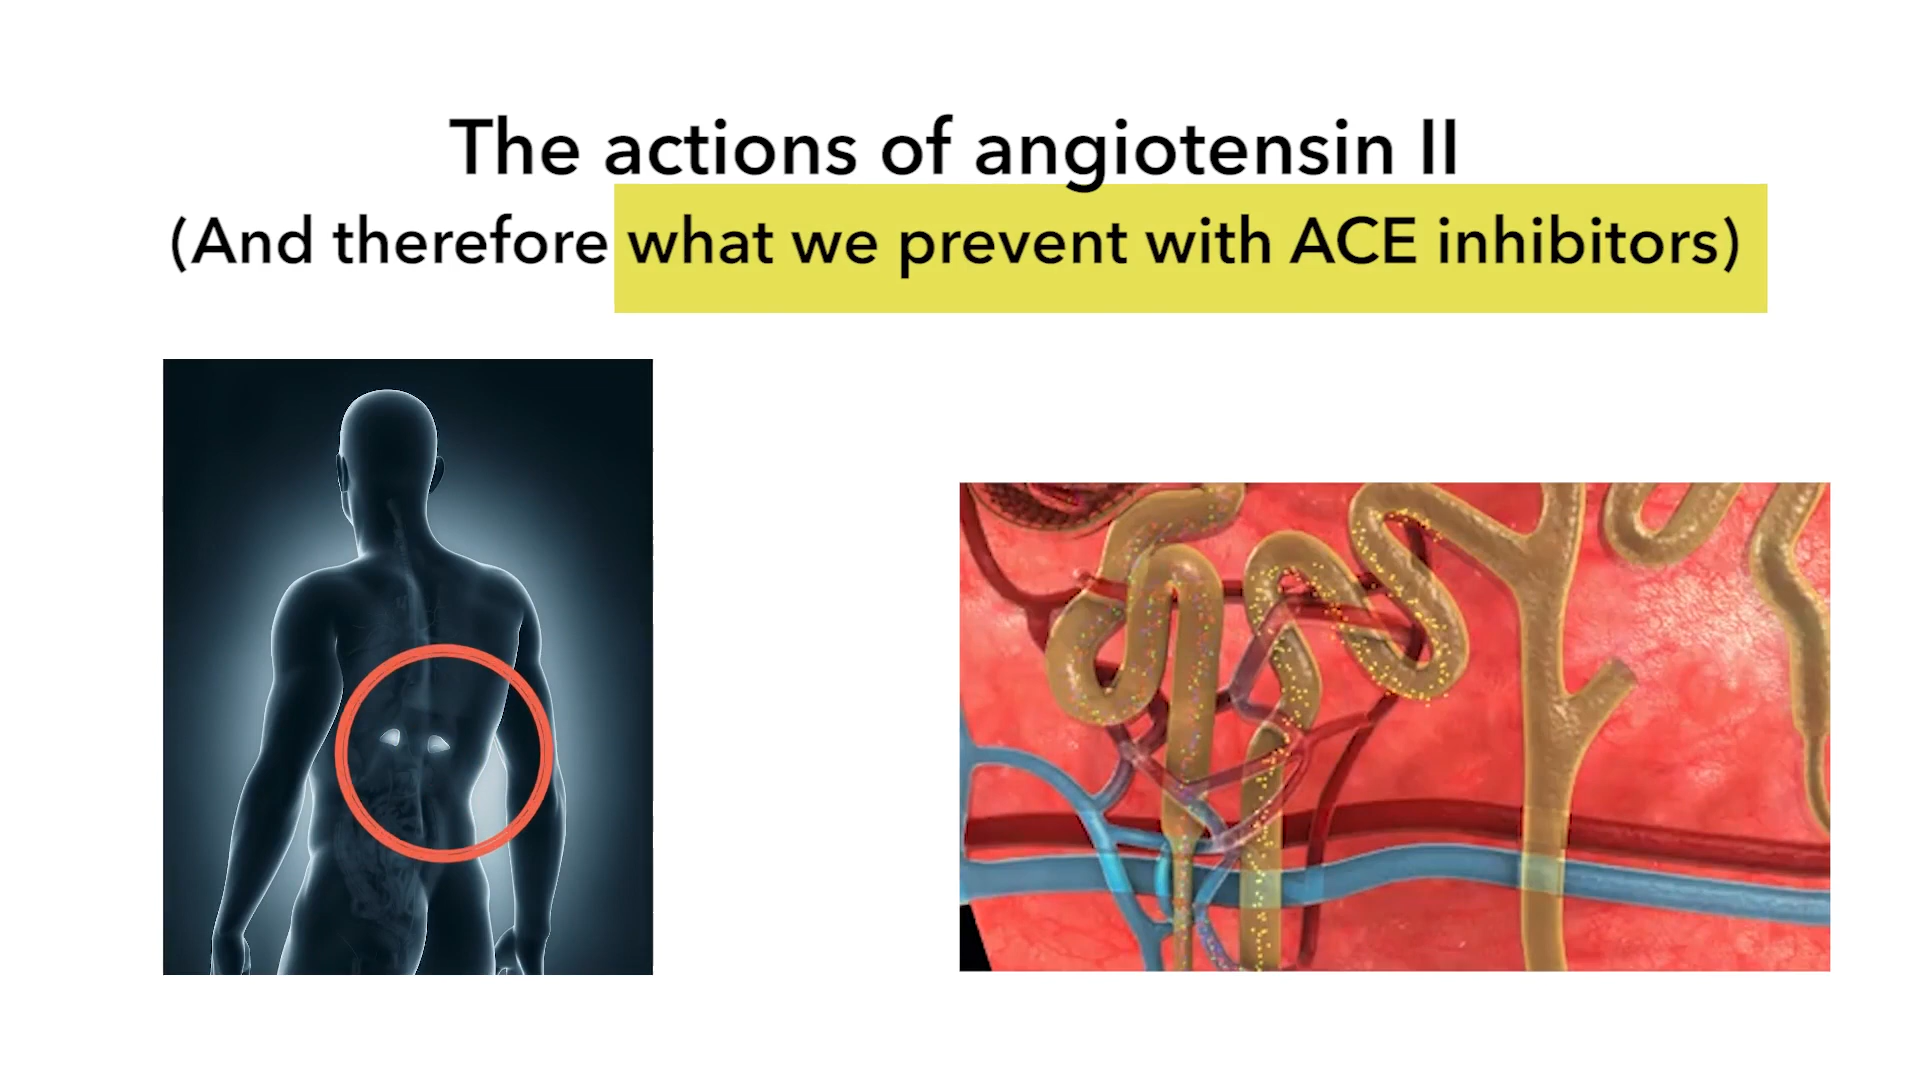 The actions of angiotensin II
(And therefore what we prevent with ACE inhibitors)